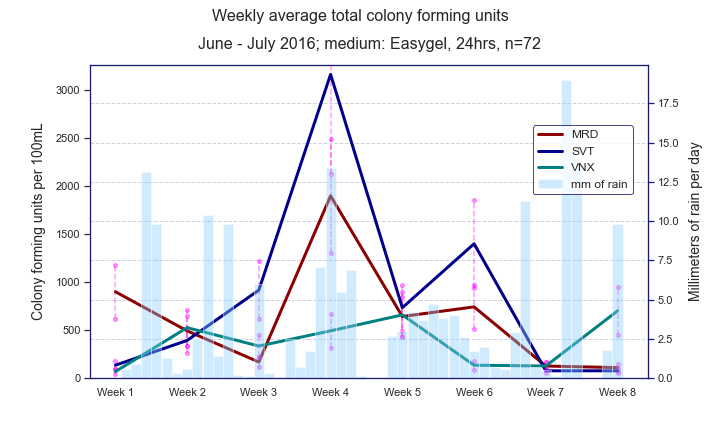 Weekly average total colony forming units
June - July 2016; medium: Easygel, 24hrs, n=72
Colony forming units per 100mL
3000
2500
2000
1500
1000
500
0
MRD
SVT
VNX
mm of rain
17.5
15.0
12.5
10.0
7.5
5.0
2.5
0.0
Millimeters of rain per day
Week 1 Week 2 Week 3 Week 4 Week 5 Week 6 Week 7 Week 8